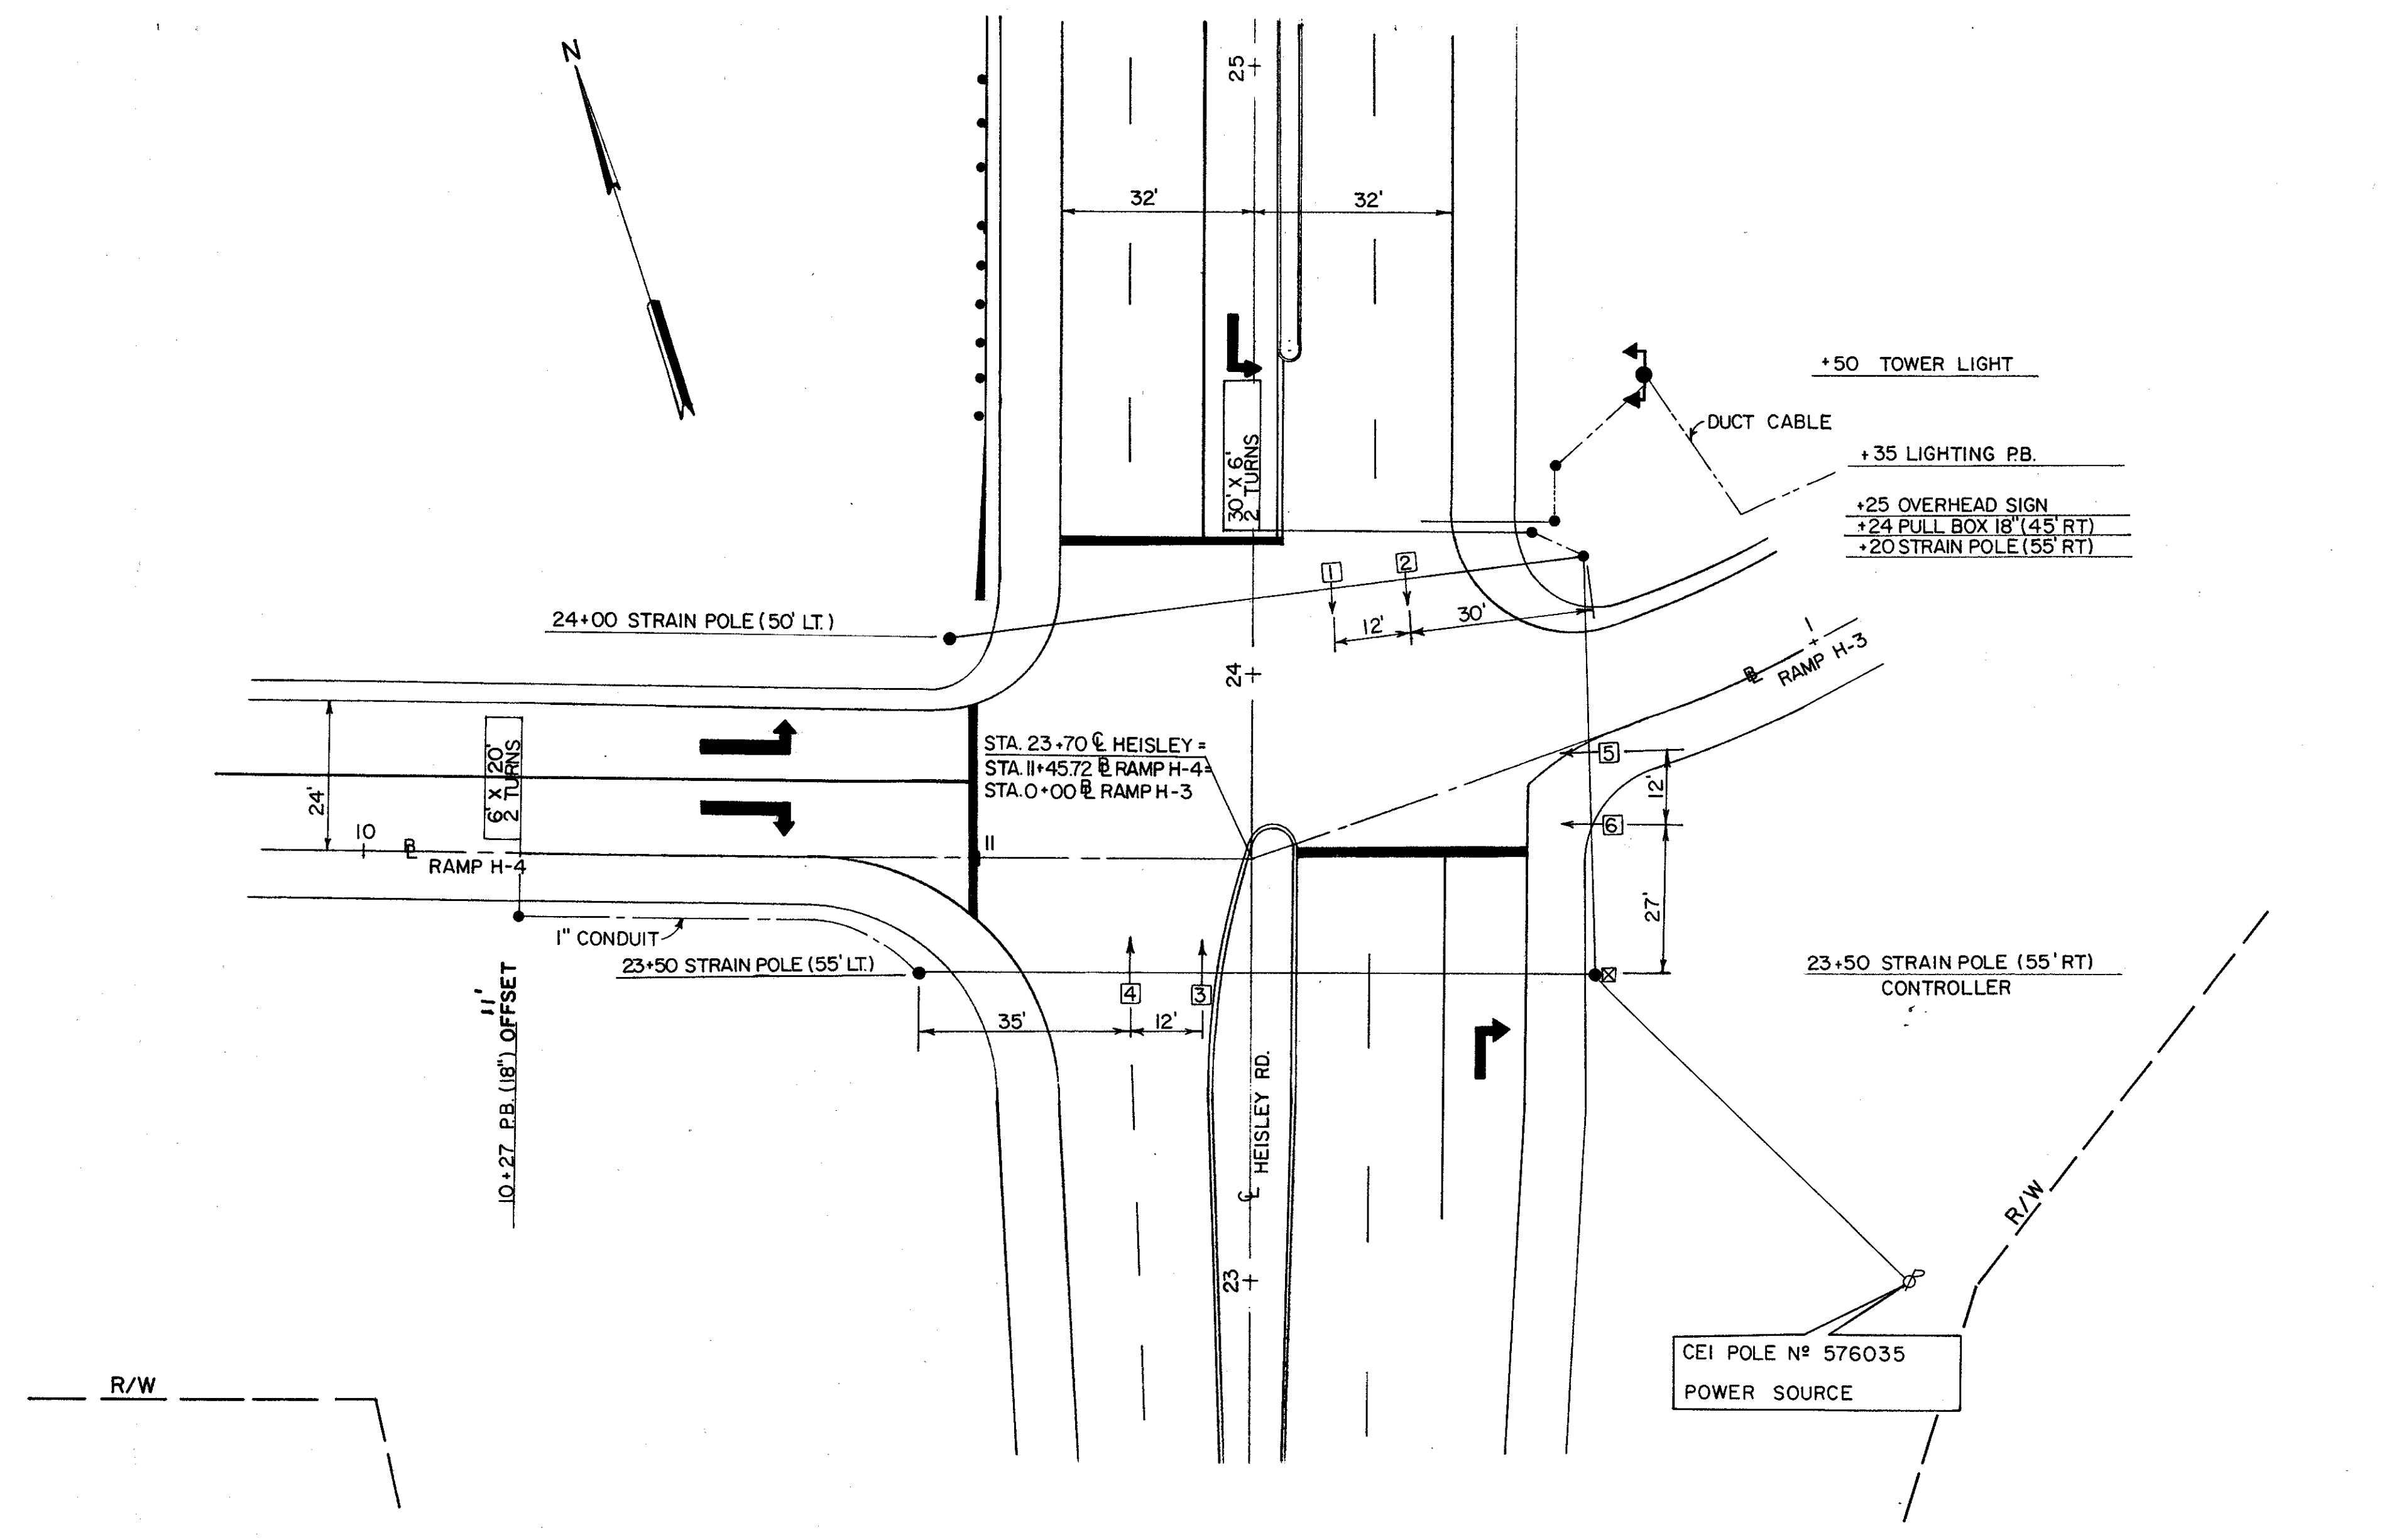 N
25
32'
32'
+50 TOWER LIGHT
DUCT CABLE
+35 LIGHTING P.B.
30' X 6'
2 TURNS
+25 OVERHEAD SIGN
+24 PULL BOX 18" (45' RT)
+20 STRAIN POLE (55' RT)
1
2
24+00 STRAIN POLE (50' LT.)
12'
30'
24
1
℄ RAMP H-3
6' X 20'
2 TURNS
24'
STA. 23+70 ℄ HEISLEY =
STA. 11+45.72 BL RAMP H-4=
STA. 0+00 BL RAMP H-3
5
12'
6
10
BL
RAMP H-4
11
27'
1" CONDUIT
23+50 STRAIN POLE (55' LT.)
4
3
23+50 STRAIN POLE (55' RT)
CONTROLLER
35'
12'
11'
10+27 P.B. (18") OFFSET
℄ HEISLEY RD.
23
R/W
CEI POLE Nº 576035
POWER SOURCE
R/W